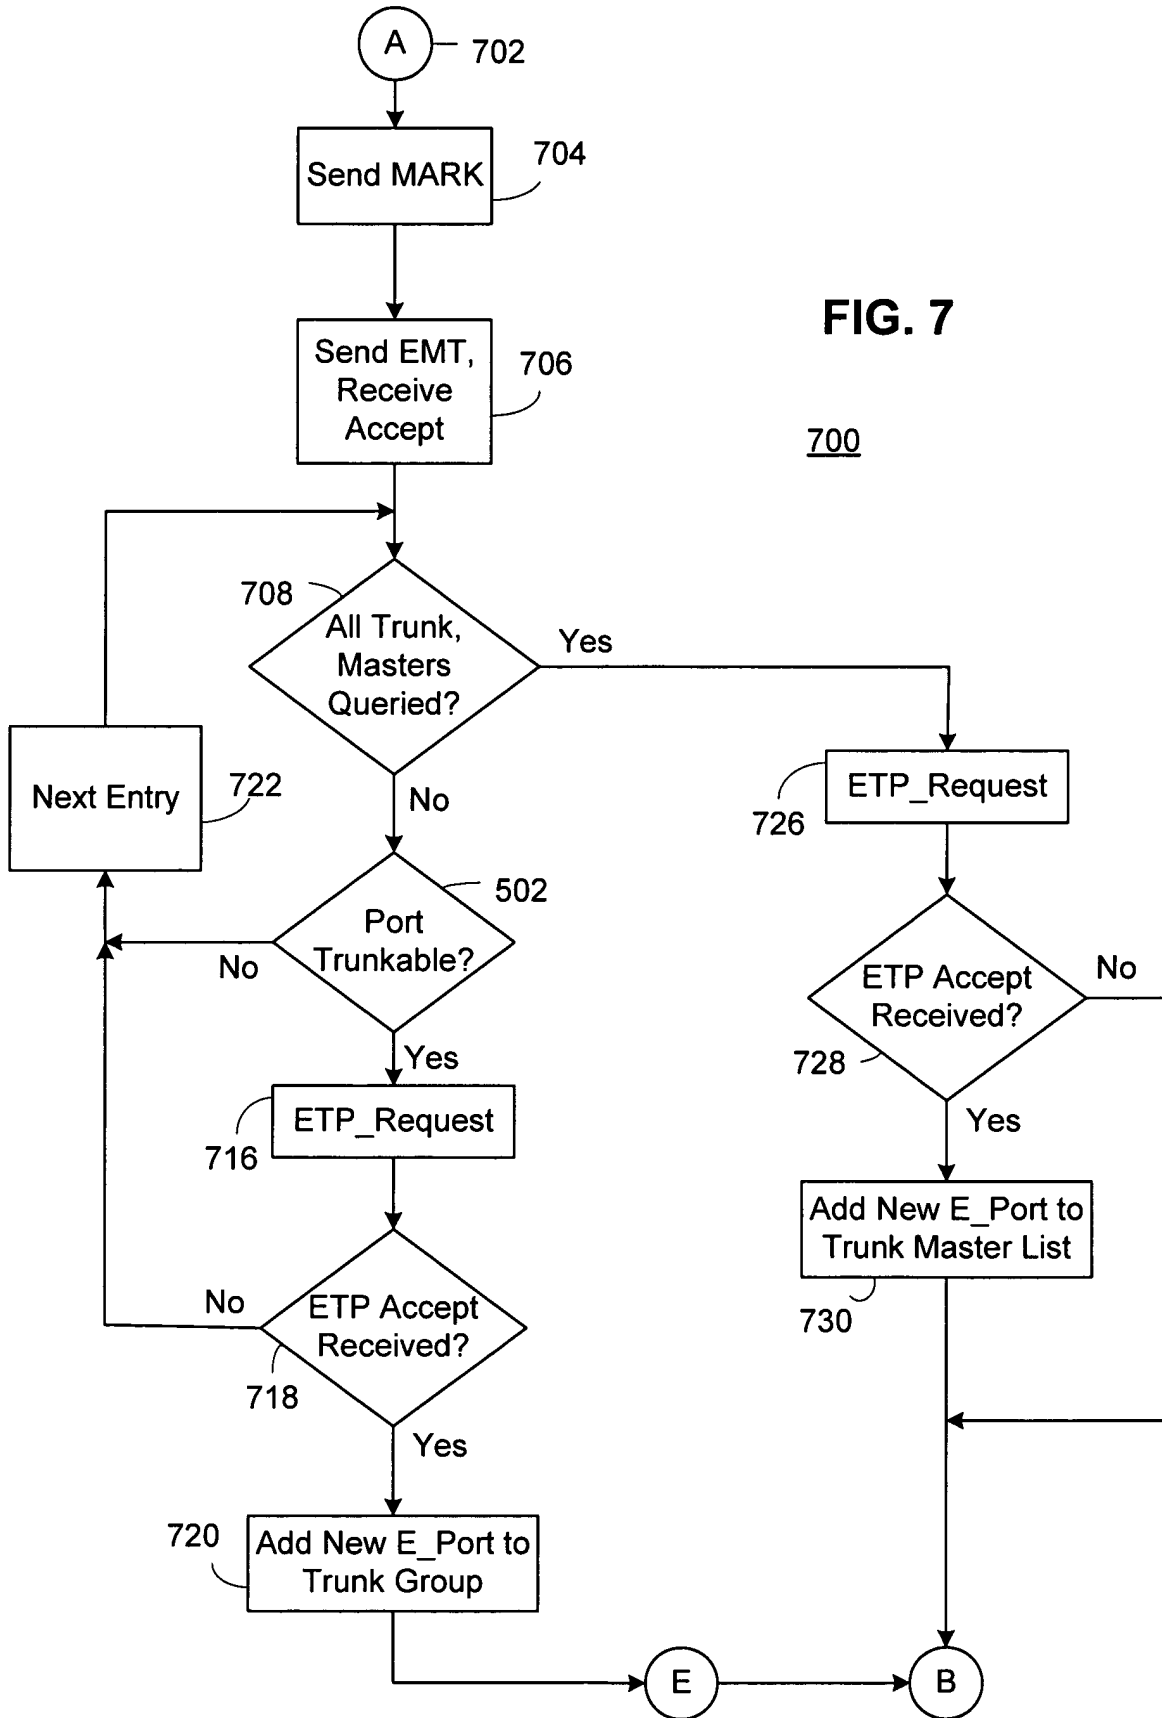 A
702
Send MARK
704
FIG. 7
Send EMT,
Receive
Accept
706
700
708
All Trunk,
Masters
Queried?
Yes
Next Entry
722
No
ETP_Request
726
502
Port
Trunkable?
No
Yes
ETP Accept
Received?
No
728
Yes
ETP_Request
716
Add New E_Port to
Trunk Master List
730
No
ETP Accept
Received?
718
Yes
720
Add New E_Port to
Trunk Group
E
B